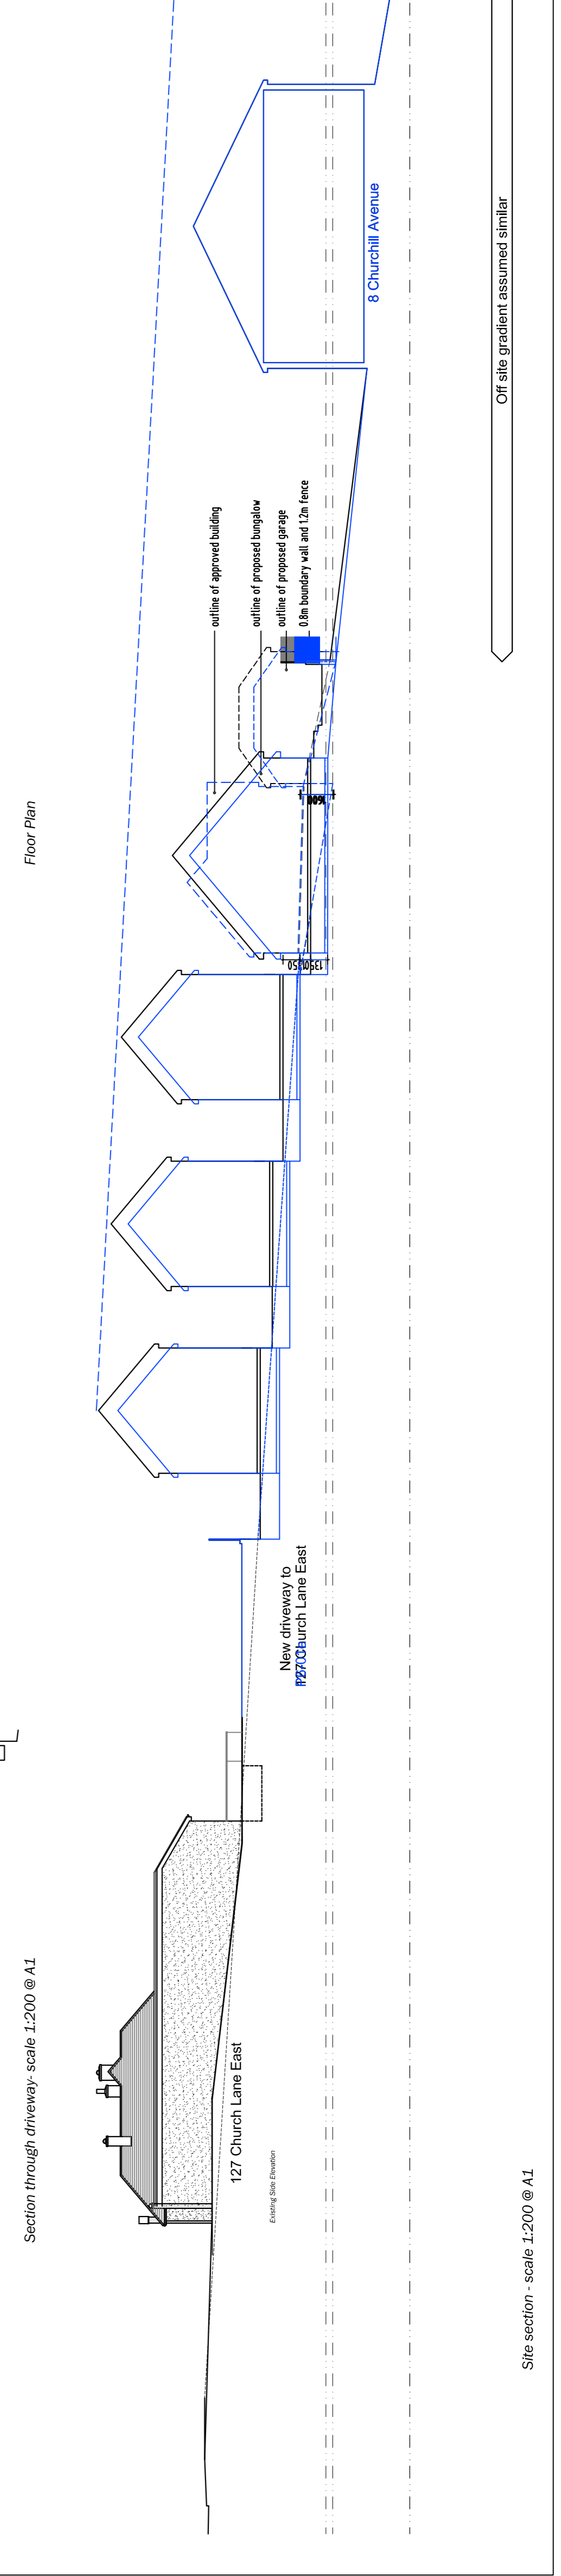 Section through driveway- scale 1:200 @ A1
Floor Plan
127 Church Lane East
Existing Side Elevation
New driveway to
127 Church Lane East
outline of approved building
outline of proposed bungalow
outline of proposed garage
0.8m boundary wall and 1.2m fence
8 Churchill Avenue
Off site gradient assumed similar
Site section - scale 1:200 @ A1